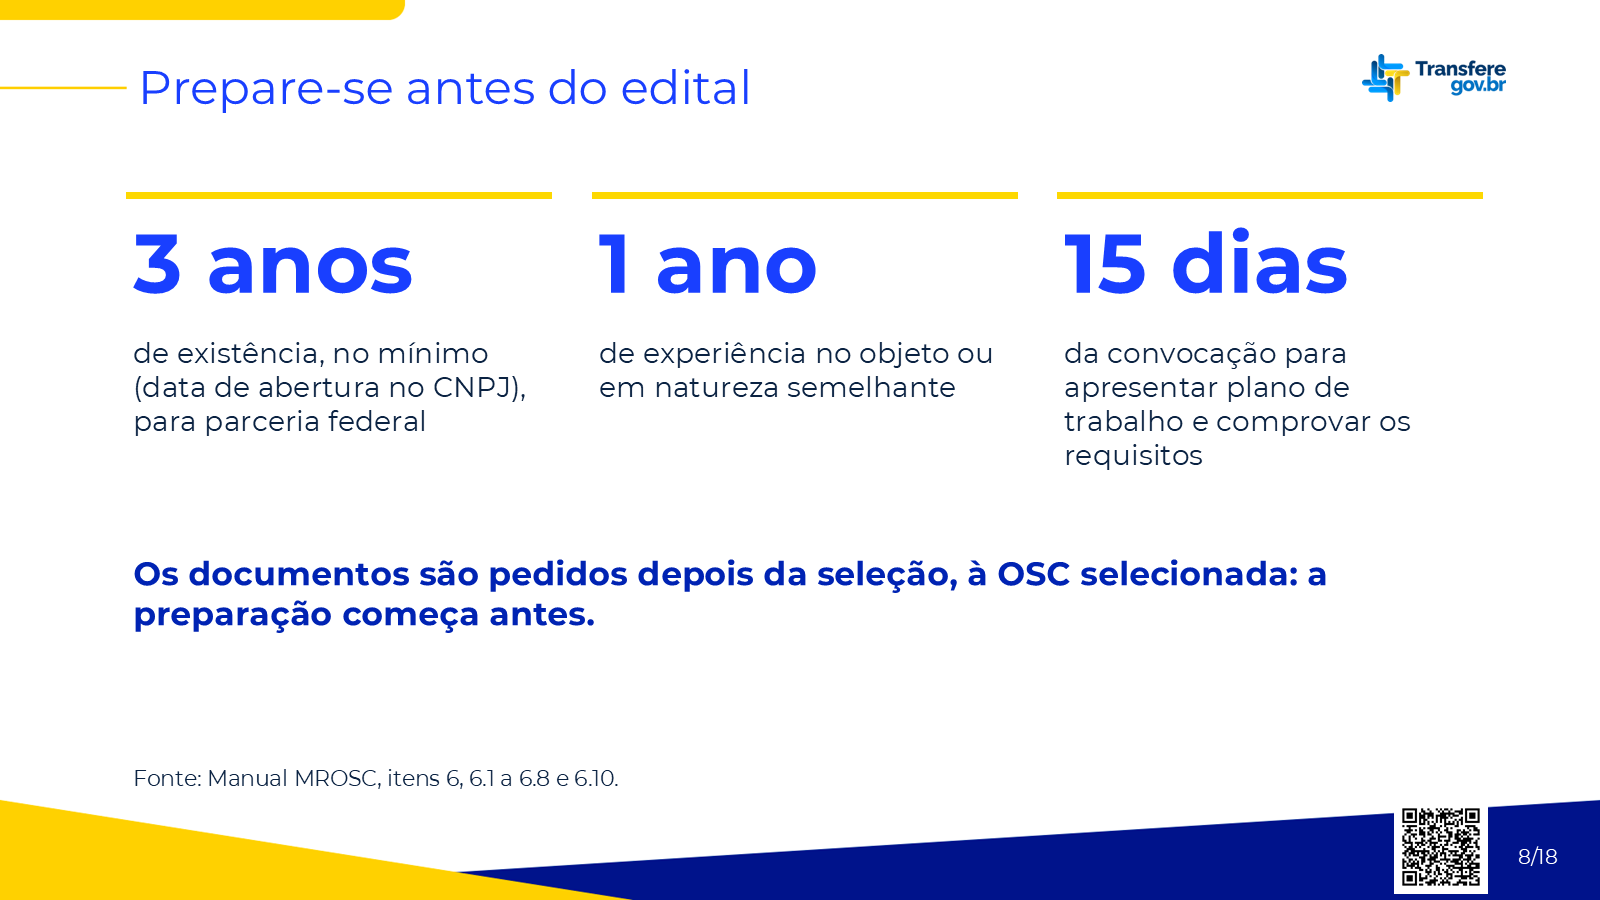 Prepare-se antes do edital
Transfere
gov.br
3 anos
de existência, no mínimo
(data de abertura no CNPJ),
para parceria federal
1 ano
de experiência no objeto ou
em natureza semelhante
15 dias
da convocação para
apresentar plano de
trabalho e comprovar os
requisitos
Os documentos são pedidos depois da seleção, à OSC selecionada: a
preparação começa antes.
Fonte: Manual MROSC, itens 6, 6.1 a 6.8 e 6.10.
8/18